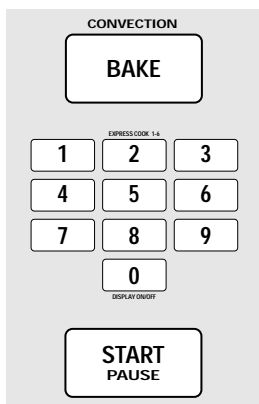 CONVECTION
BAKE
EXPRESS COOK 1-6
1 2 3
4 5 6
7 8 9
0
DISPLAY ON/OFF
START
PAUSE